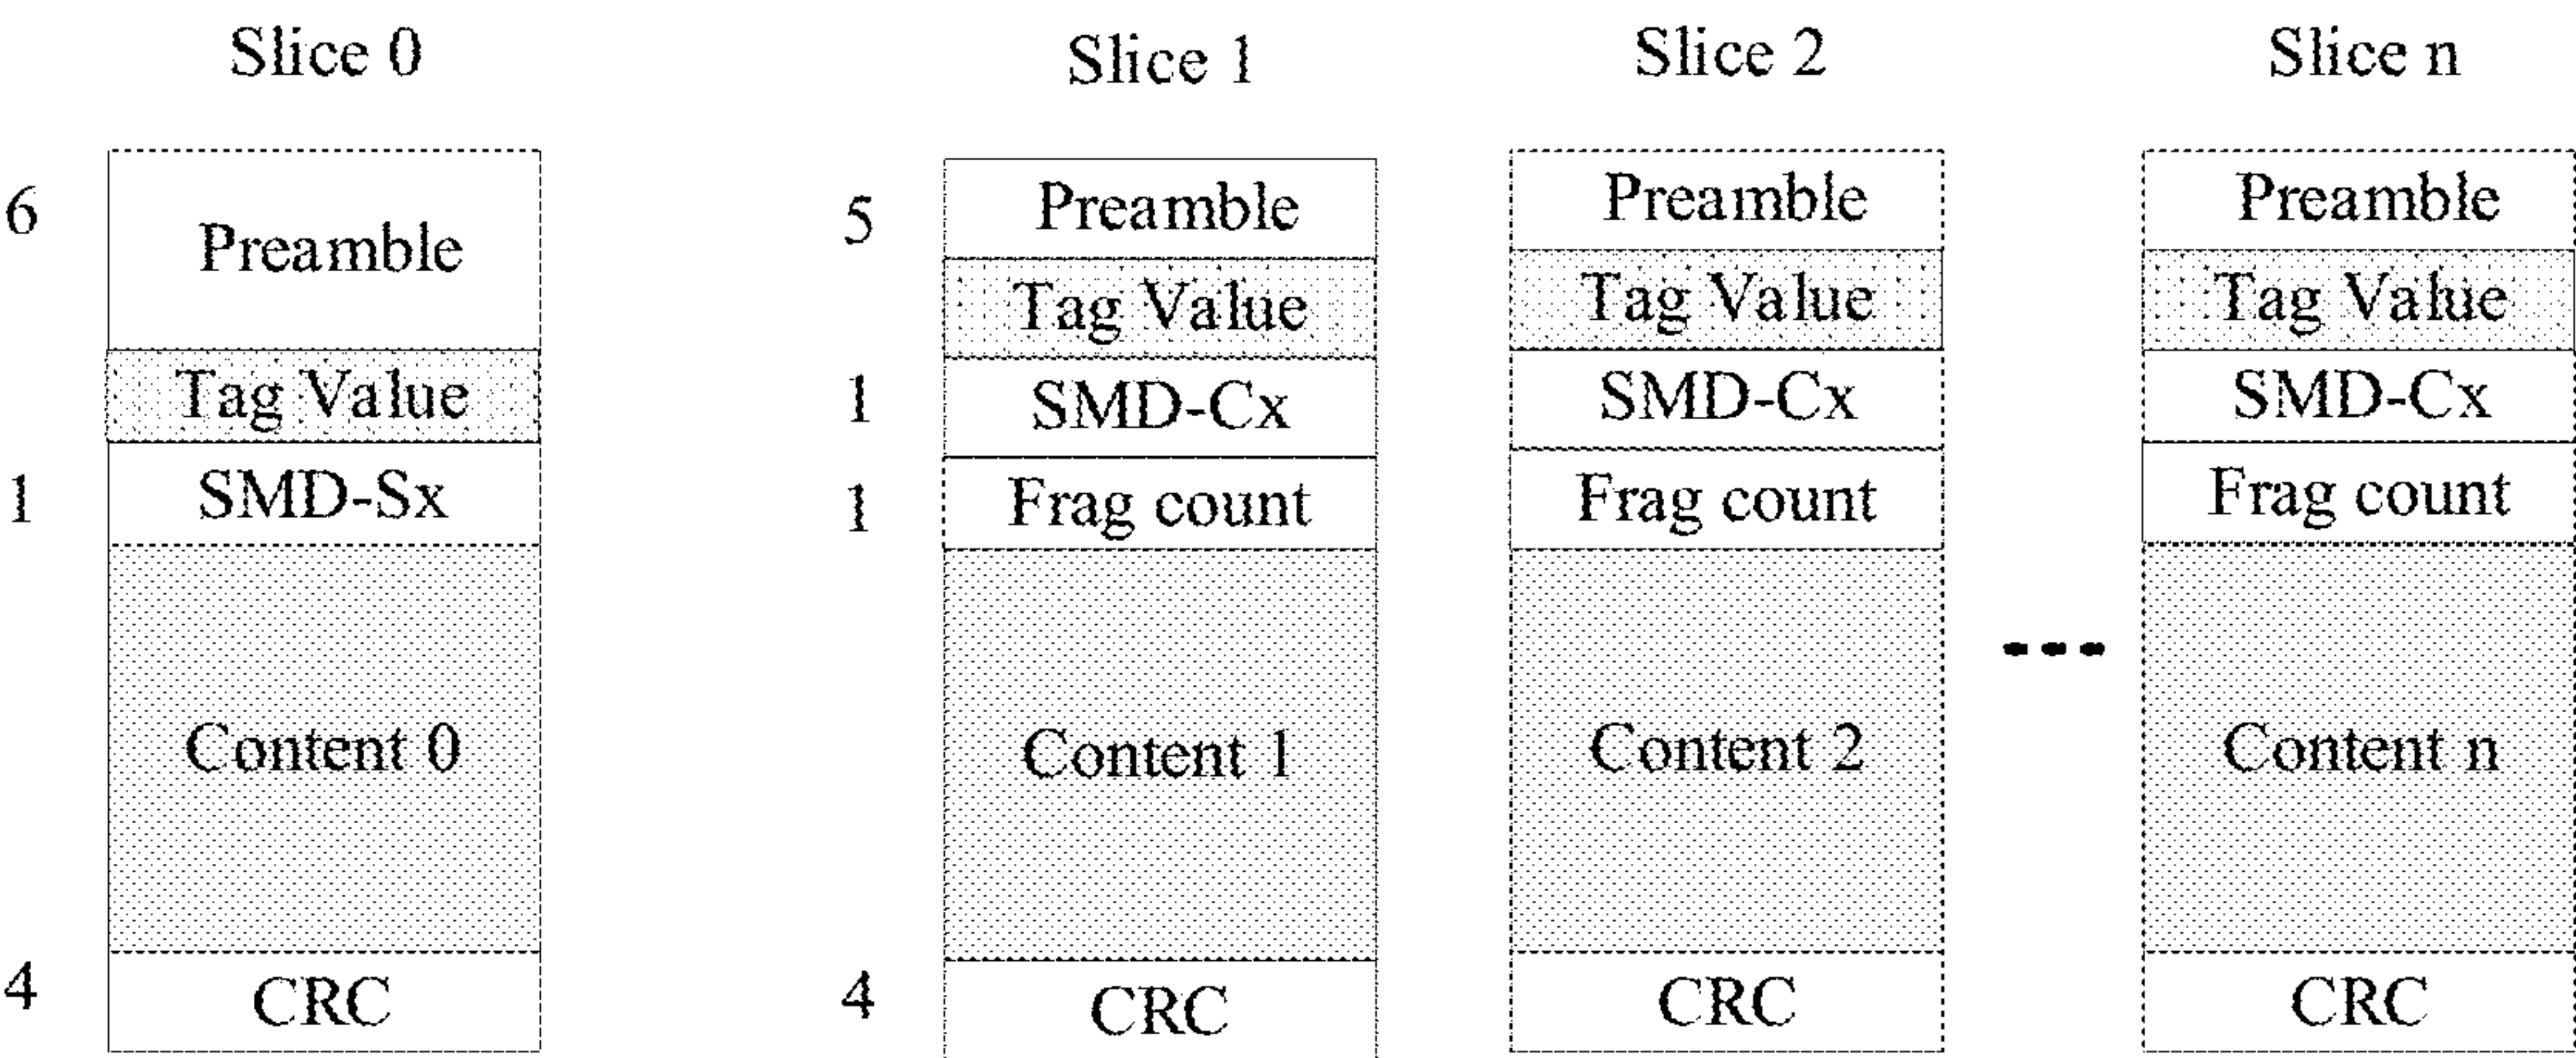 Slice 0
Slice 1
Slice 2
Slice n
6
Preamble
Tag Value
1
SMD-Sx
Content 0
4
CRC
5
Preamble
Tag Value
1
SMD-Cx
1
Frag count
Content 1
4
CRC
Preamble
Tag Value
SMD-Cx
Frag count
Content 2
CRC
Preamble
Tag Value
SMD-Cx
Frag count
Content n
CRC